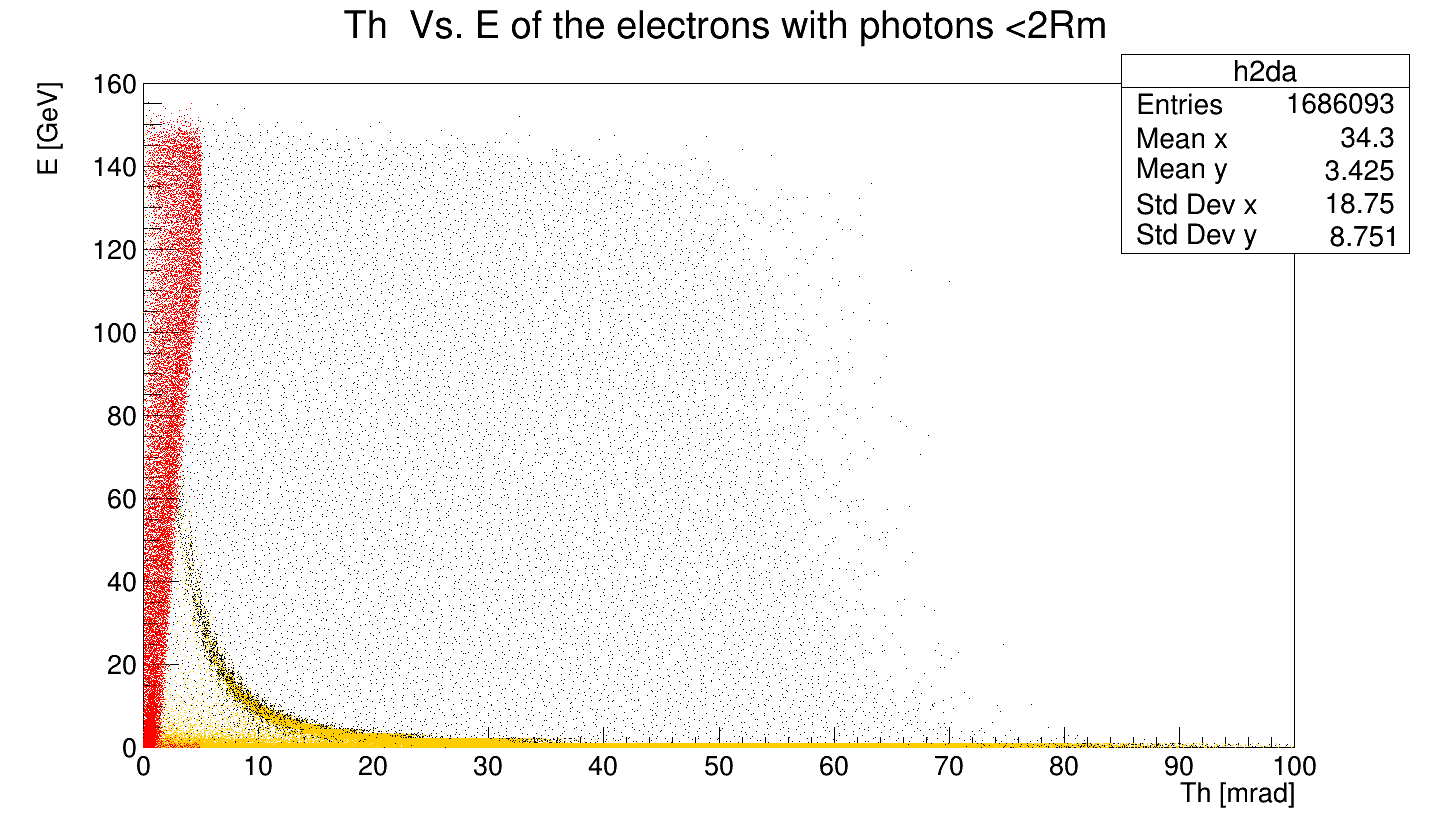 Th  Vs. E of the electrons with photons <2Rm
h2da
Entries 1686093
Mean x 34.3
Mean y 3.425
Std Dev x 18.75
Std Dev y 8.751
E [GeV]
160
140
120
100
80
60
40
20
0
0 10 20 30 40 50 60 70 80 90 100
Th [mrad]